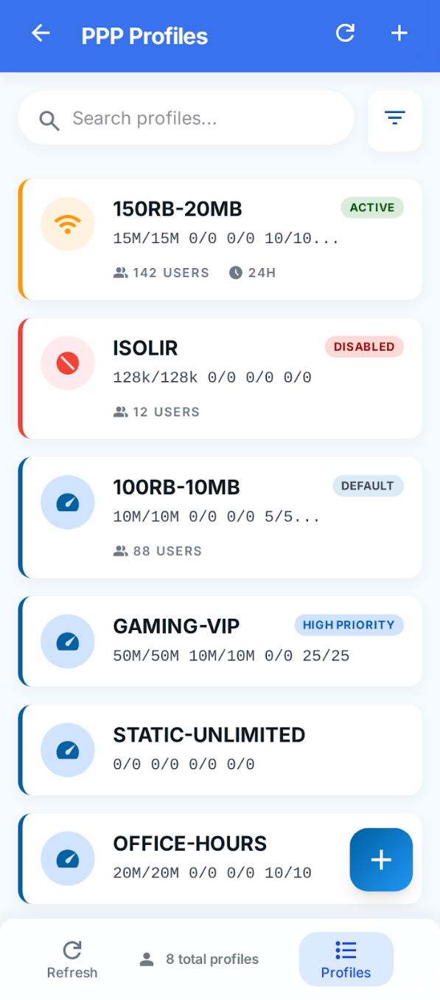 PPP Profiles
Search profiles...
150RB-20MB
ACTIVE
15M/15M 0/0 0/0 10/10...
142 USERS 24H
ISOLIR
DISABLED
128k/128k 0/0 0/0 0/0
12 USERS
100RB-10MB
DEFAULT
10M/10M 0/0 0/0 5/5...
88 USERS
GAMING-VIP
HIGH PRIORITY
50M/50M 10M/10M 0/0 25/25
STATIC-UNLIMITED
0/0 0/0 0/0 0/0
OFFICE-HOURS
20M/20M 0/0 0/0 10/10
Refresh
8 total profiles
Profiles